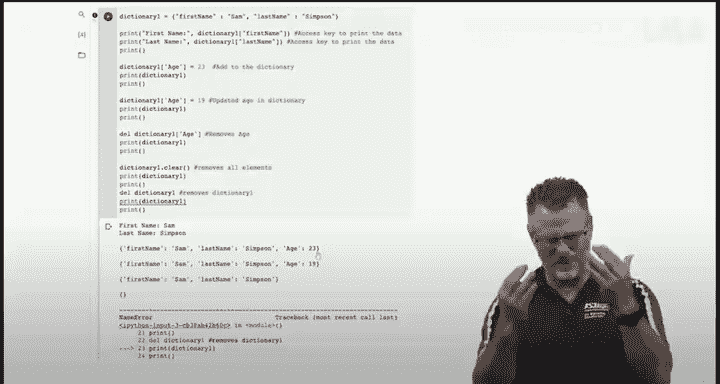 dictionary1 = {"firstName" : "Sam", "lastName" : "Simpson"}
print("First Name:", dictionary1["firstName"]) #Access key to print the data
print("Last Name:", dictionary1["lastName"]) #Access key to print the data
print()
dictionary1['Age'] = 23 #Add to the dictionary
print(dictionary1)
print()
dictionary1['Age'] = 19 #Updated age in dictionary
print(dictionary1)
print()
del dictionary1['Age'] #Removes Age
print(dictionary1)
print()
dictionary1.clear() #removes all elements
print(dictionary1)
print()
del dictionary1 #removes dictionary1
print(dictionary1)
print()
First Name: Sam
Last Name: Simpson
{'firstName': 'Sam', 'lastName': 'Simpson', 'Age': 23}
{'firstName': 'Sam', 'lastName': 'Simpson', 'Age': 19}
{'firstName': 'Sam', 'lastName': 'Simpson'}
{}
NameError Traceback (most recent call last)
in <module>()
21 print()
22 del dictionary1 #removes dictionary1
---> 23 print(dictionary1)
24 print()